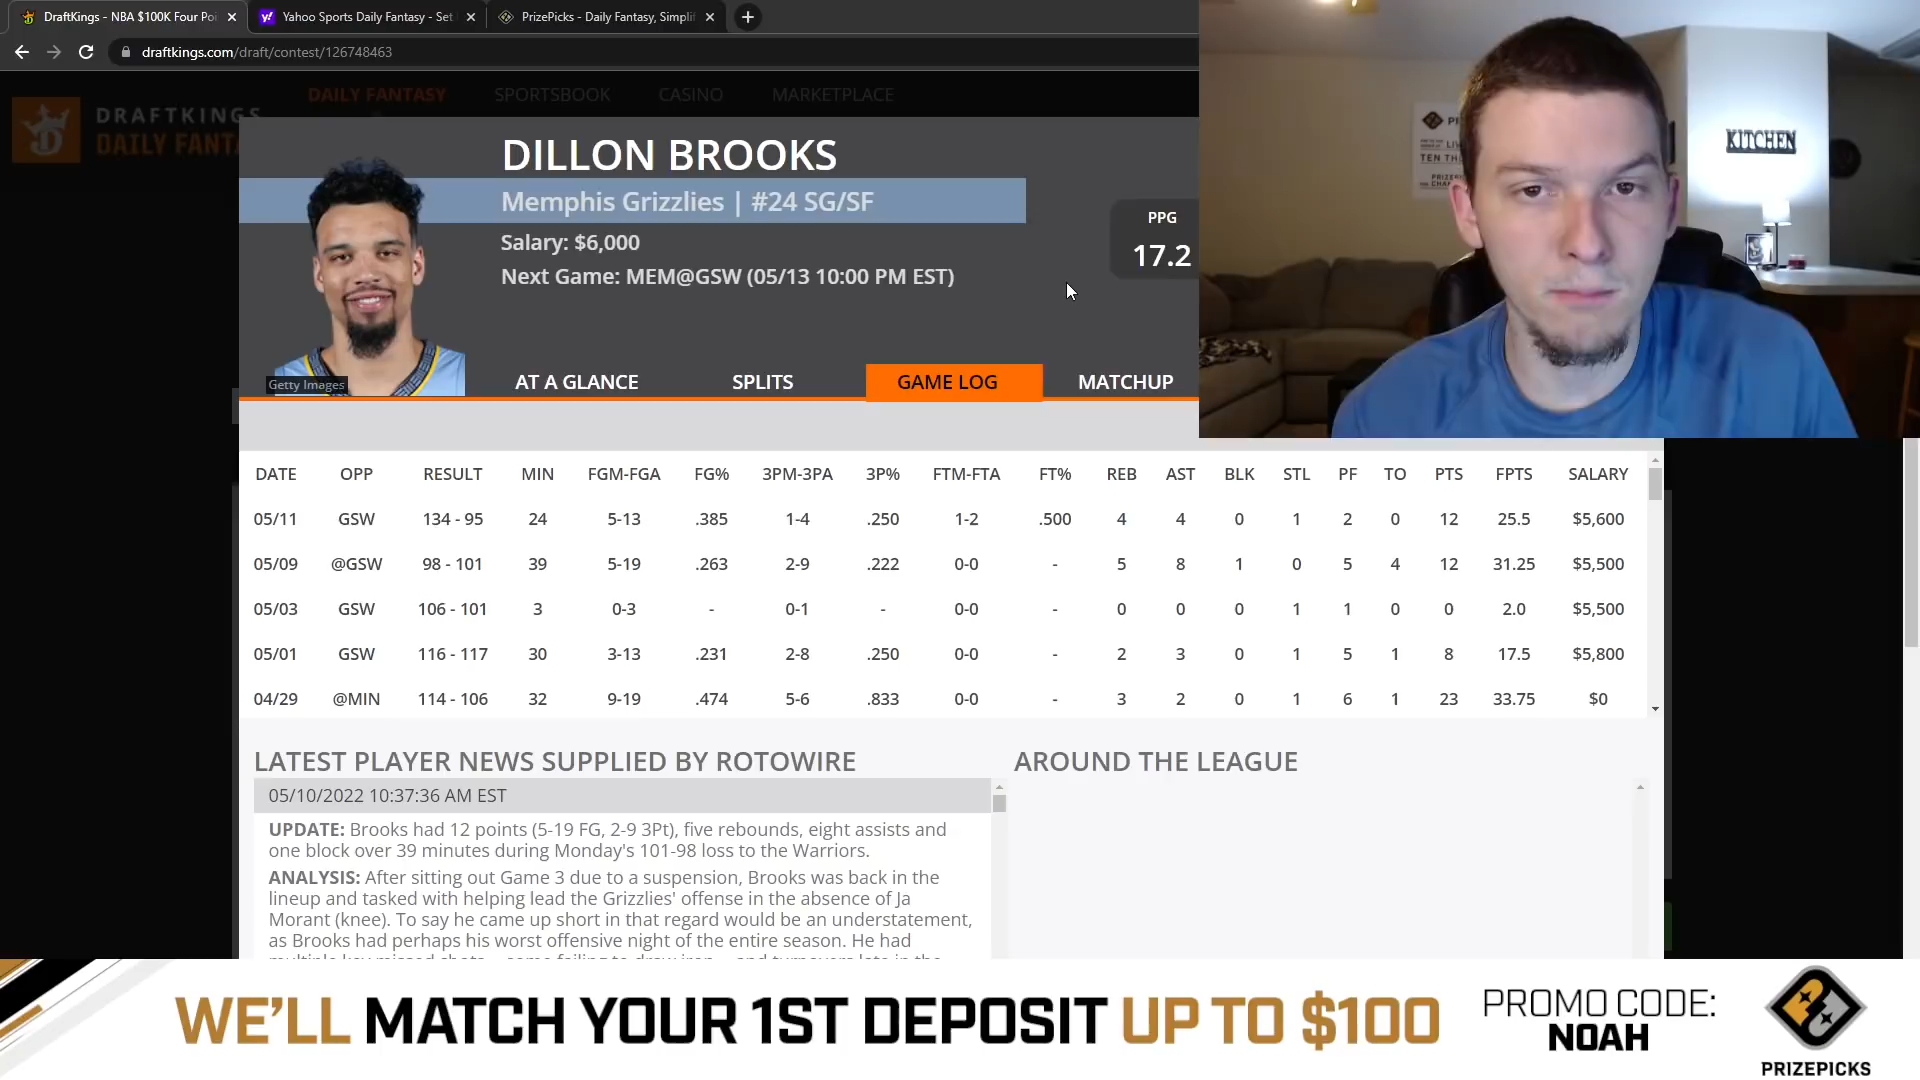 DraftKings - NBA $100K Four Poi
Yahoo Sports Daily Fantasy - Set
PrizePicks - Daily Fantasy, Simplif
draftkings.com/draft/contest/126748463
DRAFTKINGS
DAILY FANTA
DAILY FANTASY SPORTSBOOK CASINO MARKETPLACE
DILLON BROOKS
Memphis Grizzlies | #24 SG/SF
Salary: $6,000
Next Game: MEM@GSW (05/13 10:00 PM EST)
PPG
17.2
Getty Images
AT A GLANCE SPLITS GAME LOG MATCHUP
KITCHEN
DATE OPP RESULT MIN FGM-FGA FG% 3PM-3PA 3P% FTM-FTA FT% REB AST BLK STL PF TO PTS FPTS SALARY
05/11 GSW 134 - 95 24 5-13 .385 1-4 .250 1-2 .500 4 4 0 1 2 0 12 25.5 $5,600
05/09 @GSW 98 - 101 39 5-19 .263 2-9 .222 0-0 - 5 8 1 0 5 4 12 31.25 $5,500
05/03 GSW 106 - 101 3 0-3 - 0-1 - 0-0 - 0 0 0 1 1 0 0 2.0 $5,500
05/01 GSW 116 - 117 30 3-13 .231 2-8 .250 0-0 - 2 3 0 1 5 1 8 17.5 $5,800
04/29 @MIN 114 - 106 32 9-19 .474 5-6 .833 0-0 - 3 2 0 1 6 1 23 33.75 $0
LATEST PLAYER NEWS SUPPLIED BY ROTOWIRE
05/10/2022 10:37:36 AM EST
UPDATE: Brooks had 12 points (5-19 FG, 2-9 3Pt), five rebounds, eight assists and
one block over 39 minutes during Monday's 101-98 loss to the Warriors.
ANALYSIS: After sitting out Game 3 due to a suspension, Brooks was back in the
lineup and tasked with helping lead the Grizzlies' offense in the absence of Ja
Morant (knee). To say he came up short in that regard would be an understatement,
as Brooks had perhaps his worst offensive night of the entire season. He had
AROUND THE LEAGUE
WE'LL MATCH YOUR 1ST DEPOSIT UP TO $100
PROMO CODE:
NOAH
PRIZEPICKS